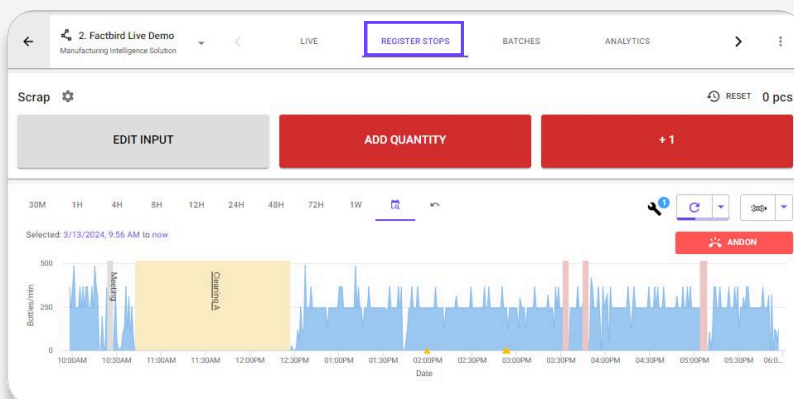 2. Factbird Live Demo
Manufacturing Intelligence Solution
LIVE
REGISTER STOPS
BATCHES
ANALYTICS
Scrap
RESET 0 pcs
EDIT INPUT
ADD QUANTITY
+ 1
30M 1H 4H 8H 12H 24H 48H 72H 1W
1
Selected: 3/13/2024, 9:56 AM to now
ANDON
500
250
0
Bottles/min
Meeting
Cleaning A
10:00AM 10:30AM 11:00AM 11:30AM 12:00PM 12:30PM 01:00PM 01:30PM 02:00PM 02:30PM 03:00PM 03:30PM 04:00PM 04:30PM 05:00PM 05:30PM 06:0...
Date